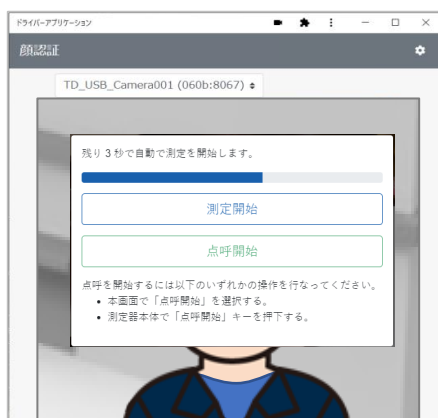 ドライバーアプリケーション
顔認証
TD_USB_Camera001 (060b:8067)
残り３秒で自動で測定を開始します。
測定開始
点呼開始
点呼を開始するには以下のいずれかの操作を行なってください。
• 本画面で「点呼開始」を選択する。
• 測定器本体で「点呼開始」キーを押下する。